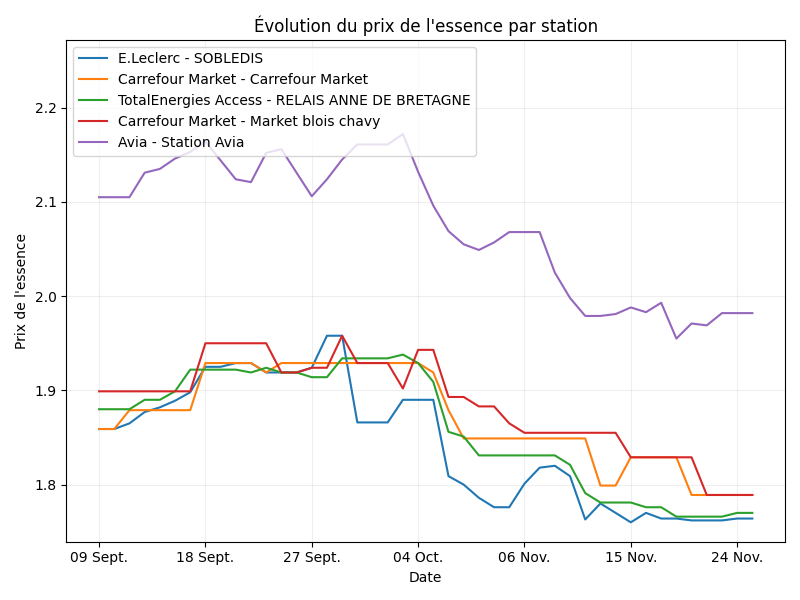 Évolution du prix de l'essence par station
E.Leclerc - SOBLEDIS
Carrefour Market - Carrefour Market
TotalEnergies Access - RELAIS ANNE DE BRETAGNE
Carrefour Market - Market blois chavy
Avia - Station Avia
Prix de l'essence
2.2
2.1
2.0
1.9
1.8
09 Sept.
18 Sept.
27 Sept.
04 Oct.
06 Nov.
15 Nov.
24 Nov.
Date